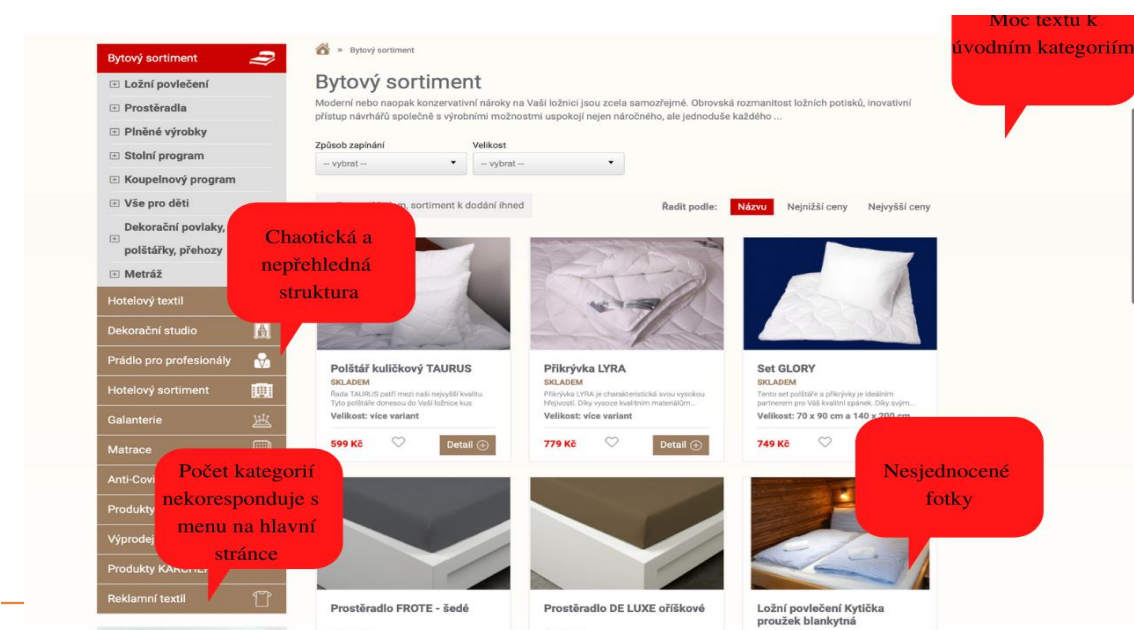 Moc textu k
úvodním kategoriím
Bytový sortiment
Ložní povlečení
Prostěradla
Plněné výrobky
Stolní program
Koupelnový program
Vše pro děti
Dekorační povlaky,
polštářky, přehozy
Metráž
Hotelový textil
Dekorační studio
Prádlo pro profesionály
Hotelový sortiment
Galanterie
Matrace
Anti-Covi
Produkty
Výprodej
Produkty KÄRCHER
Reklamní textil
Chaotická a
nepřehledná
struktura
Počet kategorií
nekoresponduje s
menu na hlavní
stránce
» Bytový sortiment
Bytový sortiment
Moderní nebo naopak konzervativní nároky na Vaší ložnici jsou zcela samozřejmé. Obrovská rozmanitost ložních potisků, inovativní
přístup návrhářů společně s výrobními možnostmi uspokojí nejen náročného, ale jednoduše každého ...
Způsob zapínání Velikost
-- vybrat -- -- vybrat --
sortiment k dodání ihned
Řadit podle: Názvu Nejnižší ceny Nejvyšší ceny
Polštář kuličkový TAURUS
SKLADEM
Řada TAURUS patří mezi naši nejvyšší kvalitu.
Tyto polštáře donesou do Vaší ložnice kus
Velikost: více variant
599 Kč Detail
Přikrývka LYRA
SKLADEM
Přikrývka LYRA je charakteristická svou vysokou
hřejivostí. Díky vysoce kvalitním materiálům...
Velikost: více variant
779 Kč Detail
Set GLORY
SKLADEM
Tento set polštáře a přikrývky je ideálním
partnerem pro Váš kvalitní spánek. Díky svým...
Velikost: 70 x 90 cm a 140 x 200 cm
749 Kč
Nesjednocené
fotky
Prostěradlo FROTE - šedé
Prostěradlo DE LUXE oříškové
Ložní povlečení Kytička
proužek blankytná